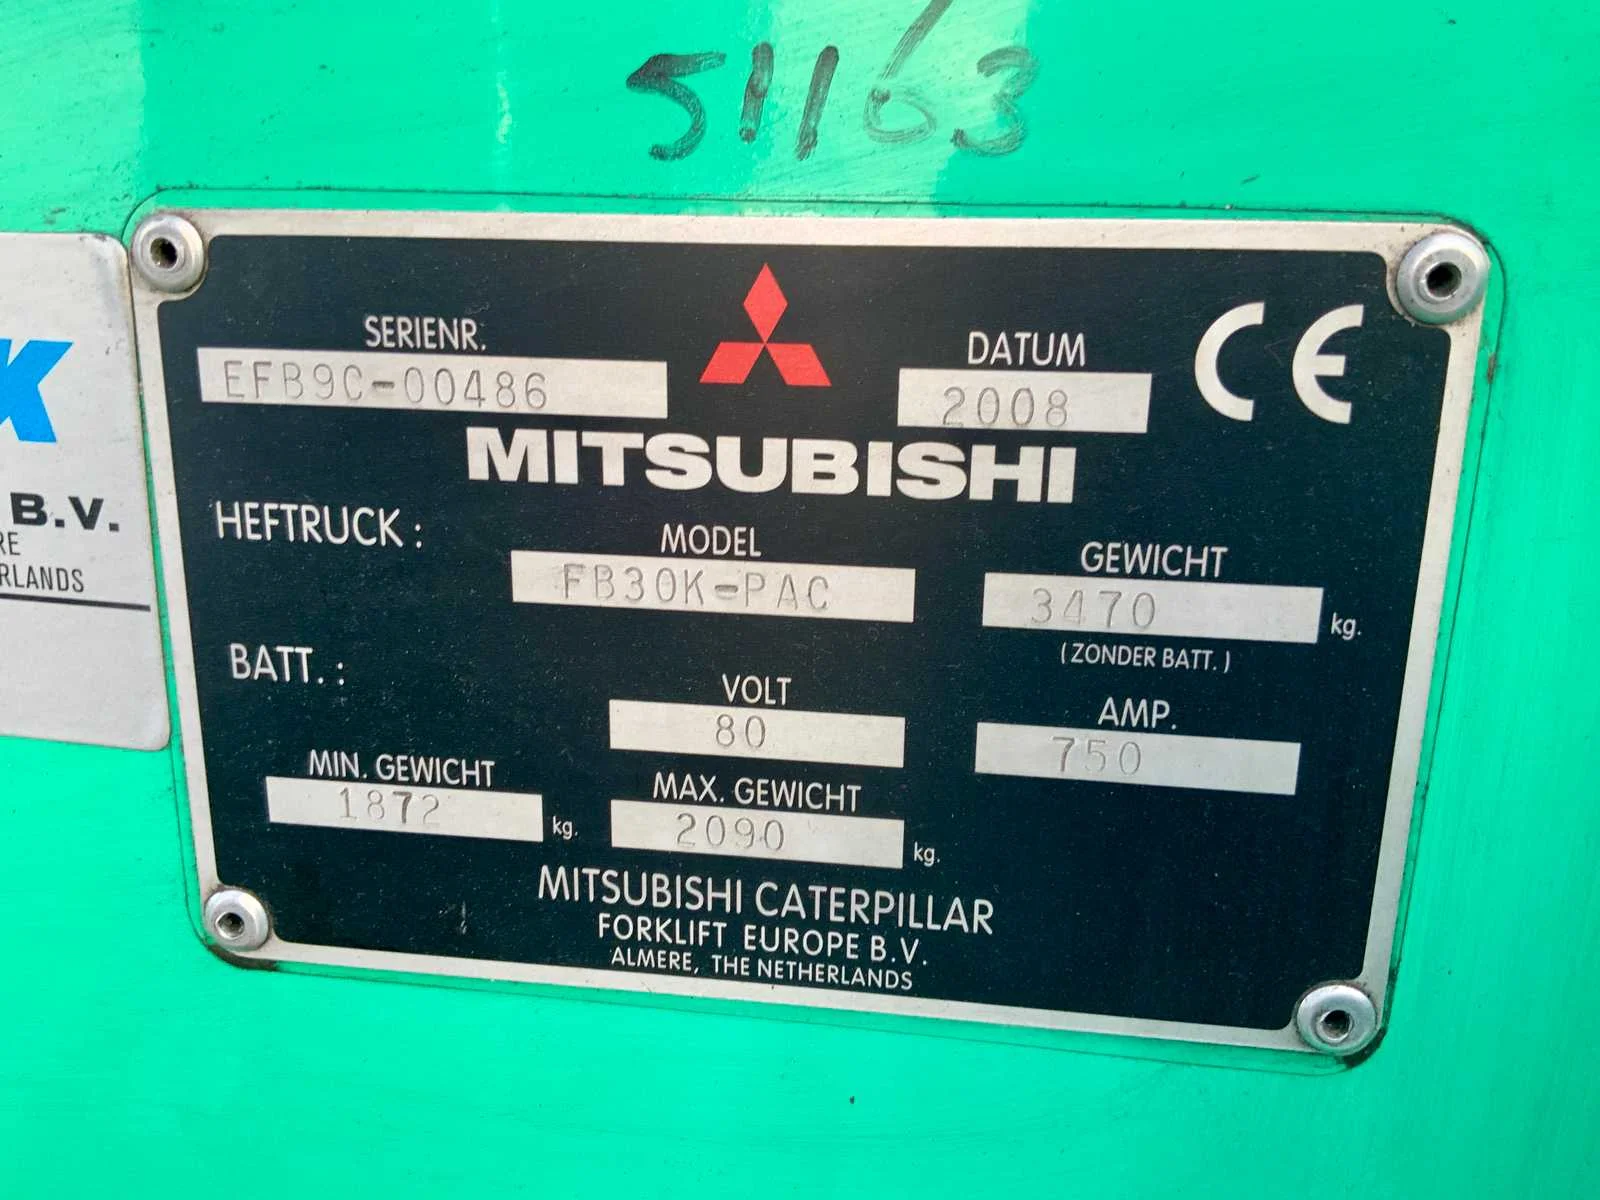 51163
SERIENR.
EFB9C-00486
DATUM
2008
CE
MITSUBISHI
HEFTRUCK :
MODEL
FB30K-PAC
GEWICHT
3470 kg.
(ZONDER BATT.)
BATT. :
VOLT
80
AMP.
750
MIN. GEWICHT
1872 kg.
MAX. GEWICHT
2090 kg.
MITSUBISHI CATERPILLAR
FORKLIFT EUROPE B.V.
ALMERE, THE NETHERLANDS
K
B.V.
RE
RLANDS